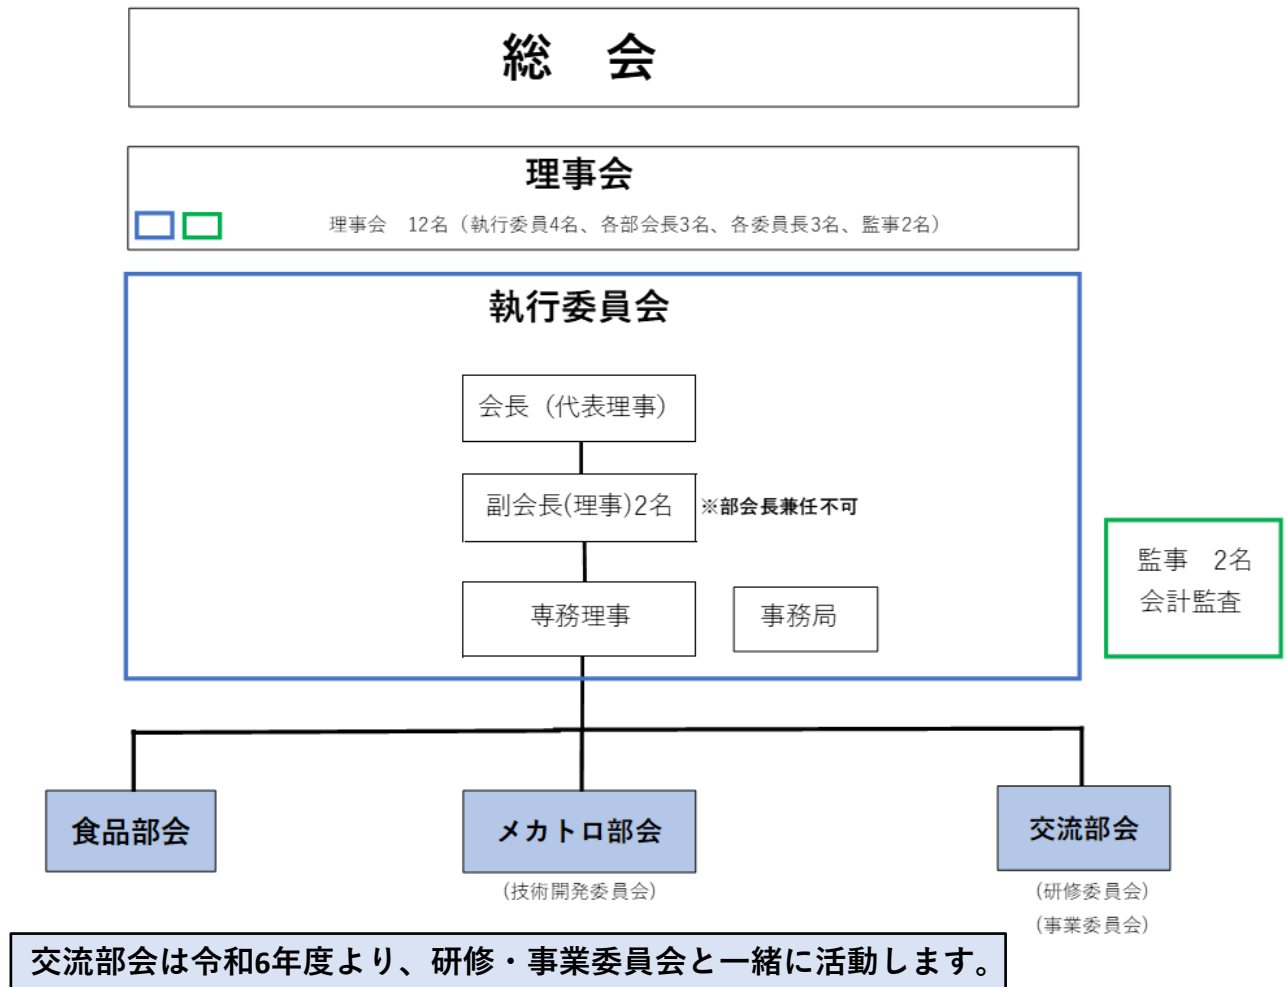 総　会
理事会
理事会　12名（執行委員4名、各部会長3名、各委員長3名、監事2名）
執行委員会
会長（代表理事）
副会長(理事)2名
※部会長兼任不可
専務理事
事務局
監事　2名
会計監査
食品部会
メカトロ部会
(技術開発委員会)
交流部会
(研修委員会)
(事業委員会)
交流部会は令和6年度より、研修・事業委員会と一緒に活動します。